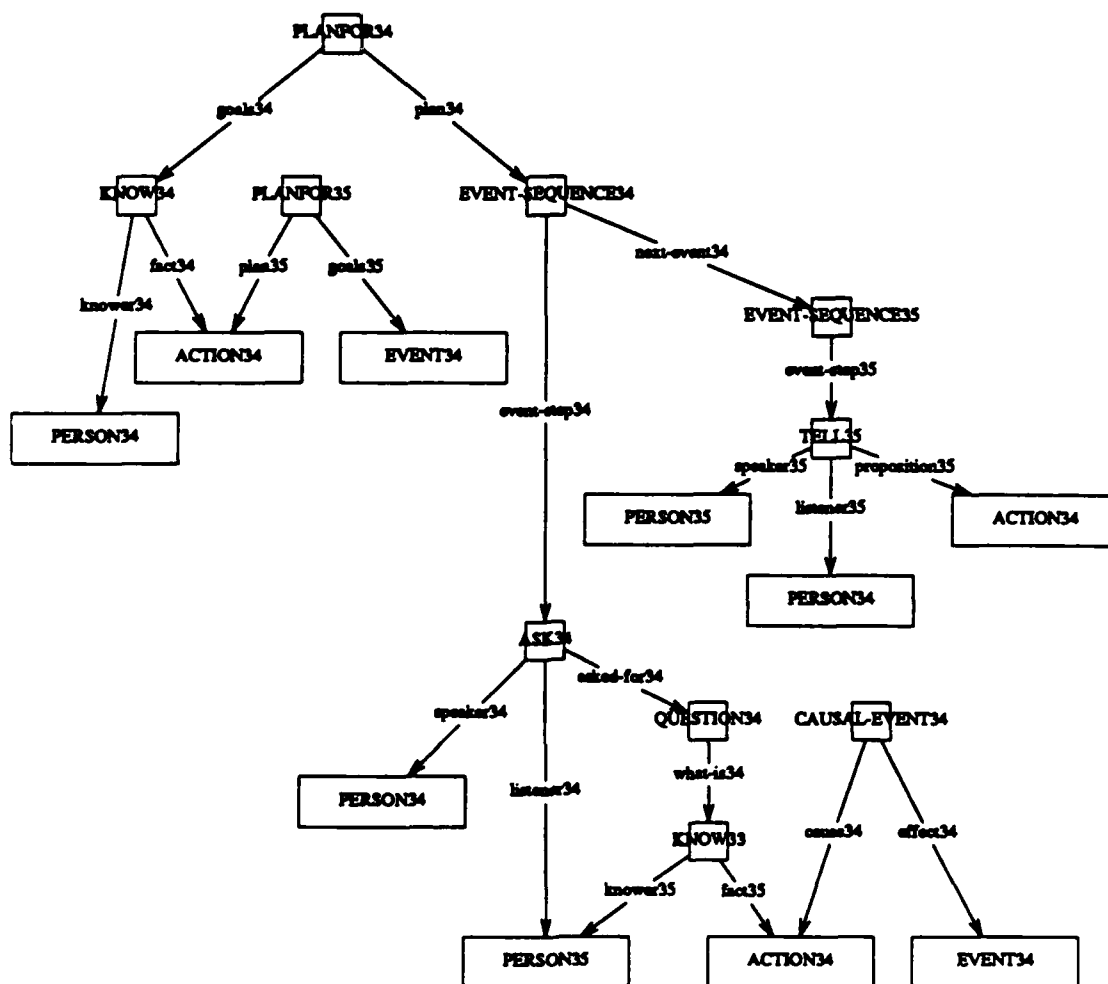 PLANFOR34
goals34
plan34
KNOW34
PLANFOR35
EVENT-SEQUENCE34
next-event34
fact34
plan35
goals35
knower34
EVENT-SEQUENCE35
ACTION34
EVENT34
event-step35
event-step34
PERSON34
TELL35
speaker35
proposition35
listener35
PERSON35
ACTION34
PERSON34
ASK34
asked-for34
speaker34
QUESTION34
CAUSAL-EVENT34
what-is34
PERSON34
listener34
KNOW33
cause34
effect34
knower35
fact35
PERSON35
ACTION34
EVENT34